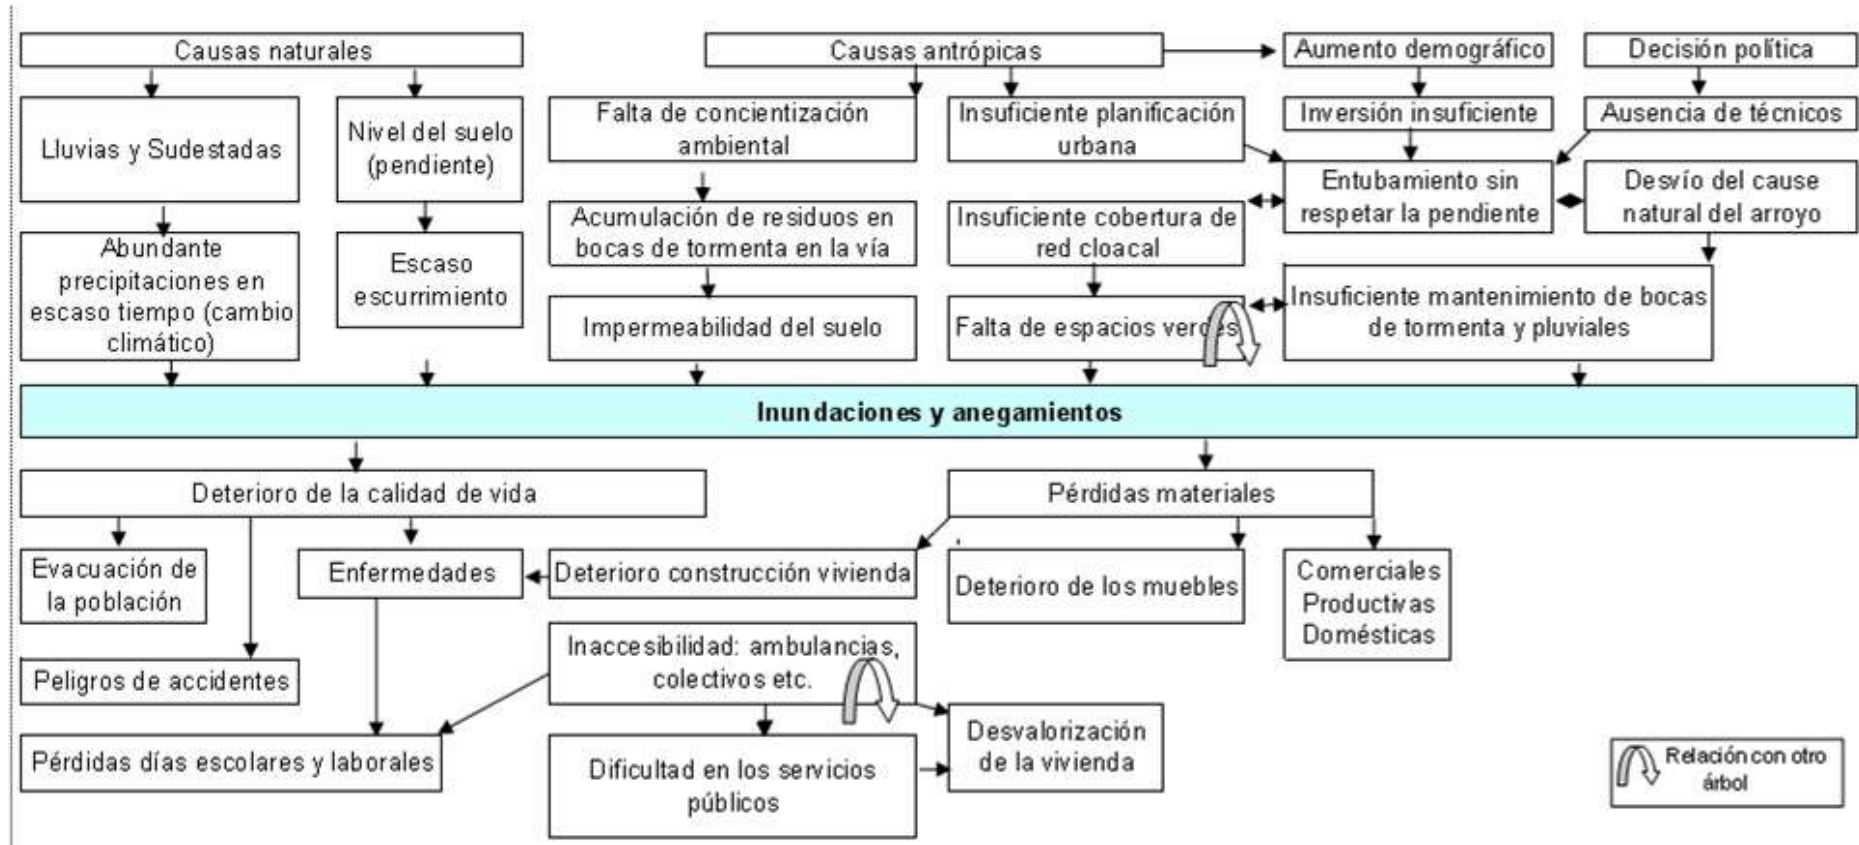 Causas naturales
Causas antrópicas
Aumento demográfico
Decisión política
Lluvias y Sudestadas
Nivel del suelo
(pendiente)
Falta de concientización
ambiental
Insuficiente planificación
urbana
Inversión insuficiente
Ausencia de técnicos
Entubamiento sin
respetar la pendiente
Desvío del cause
natural del arroyo
Abundante
precipitaciones en
escaso tiempo (cambio
climático)
Escaso
escurrimiento
Acumulación de residuos en
bocas de tormenta en la vía
Insuficiente cobertura de
red cloacal
Impermeabilidad del suelo
Falta de espacios verdes
Insuficiente mantenimiento de bocas
de tormenta y pluviales
Inundaciones y anegamientos
Deterioro de la calidad de vida
Pérdidas materiales
Evacuación de
la población
Enfermedades
Deterioro construcción vivienda
Deterioro de los muebles
Comerciales
Productivas
Domésticas
Peligros de accidentes
Inaccesibilidad: ambulancias,
colectivos etc.
Pérdidas días escolares y laborales
Dificultad en los servicios
públicos
Desvalorización
de la vivienda
Relación con otro
árbol